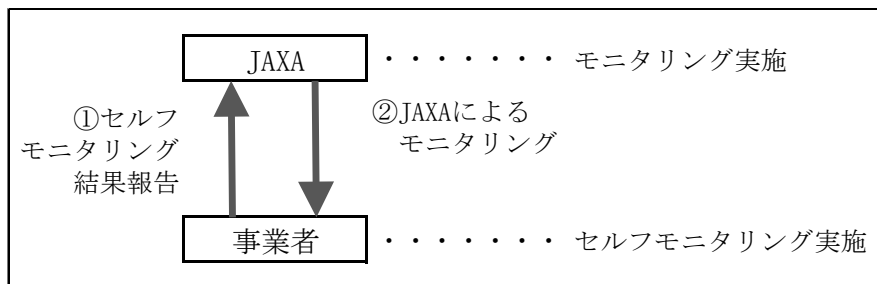 JAXA ・・・・・・・ モニタリング実施
①セルフ
モニタリング
結果報告
②JAXAによる
モニタリング
事業者 ・・・・・・・ セルフモニタリング実施